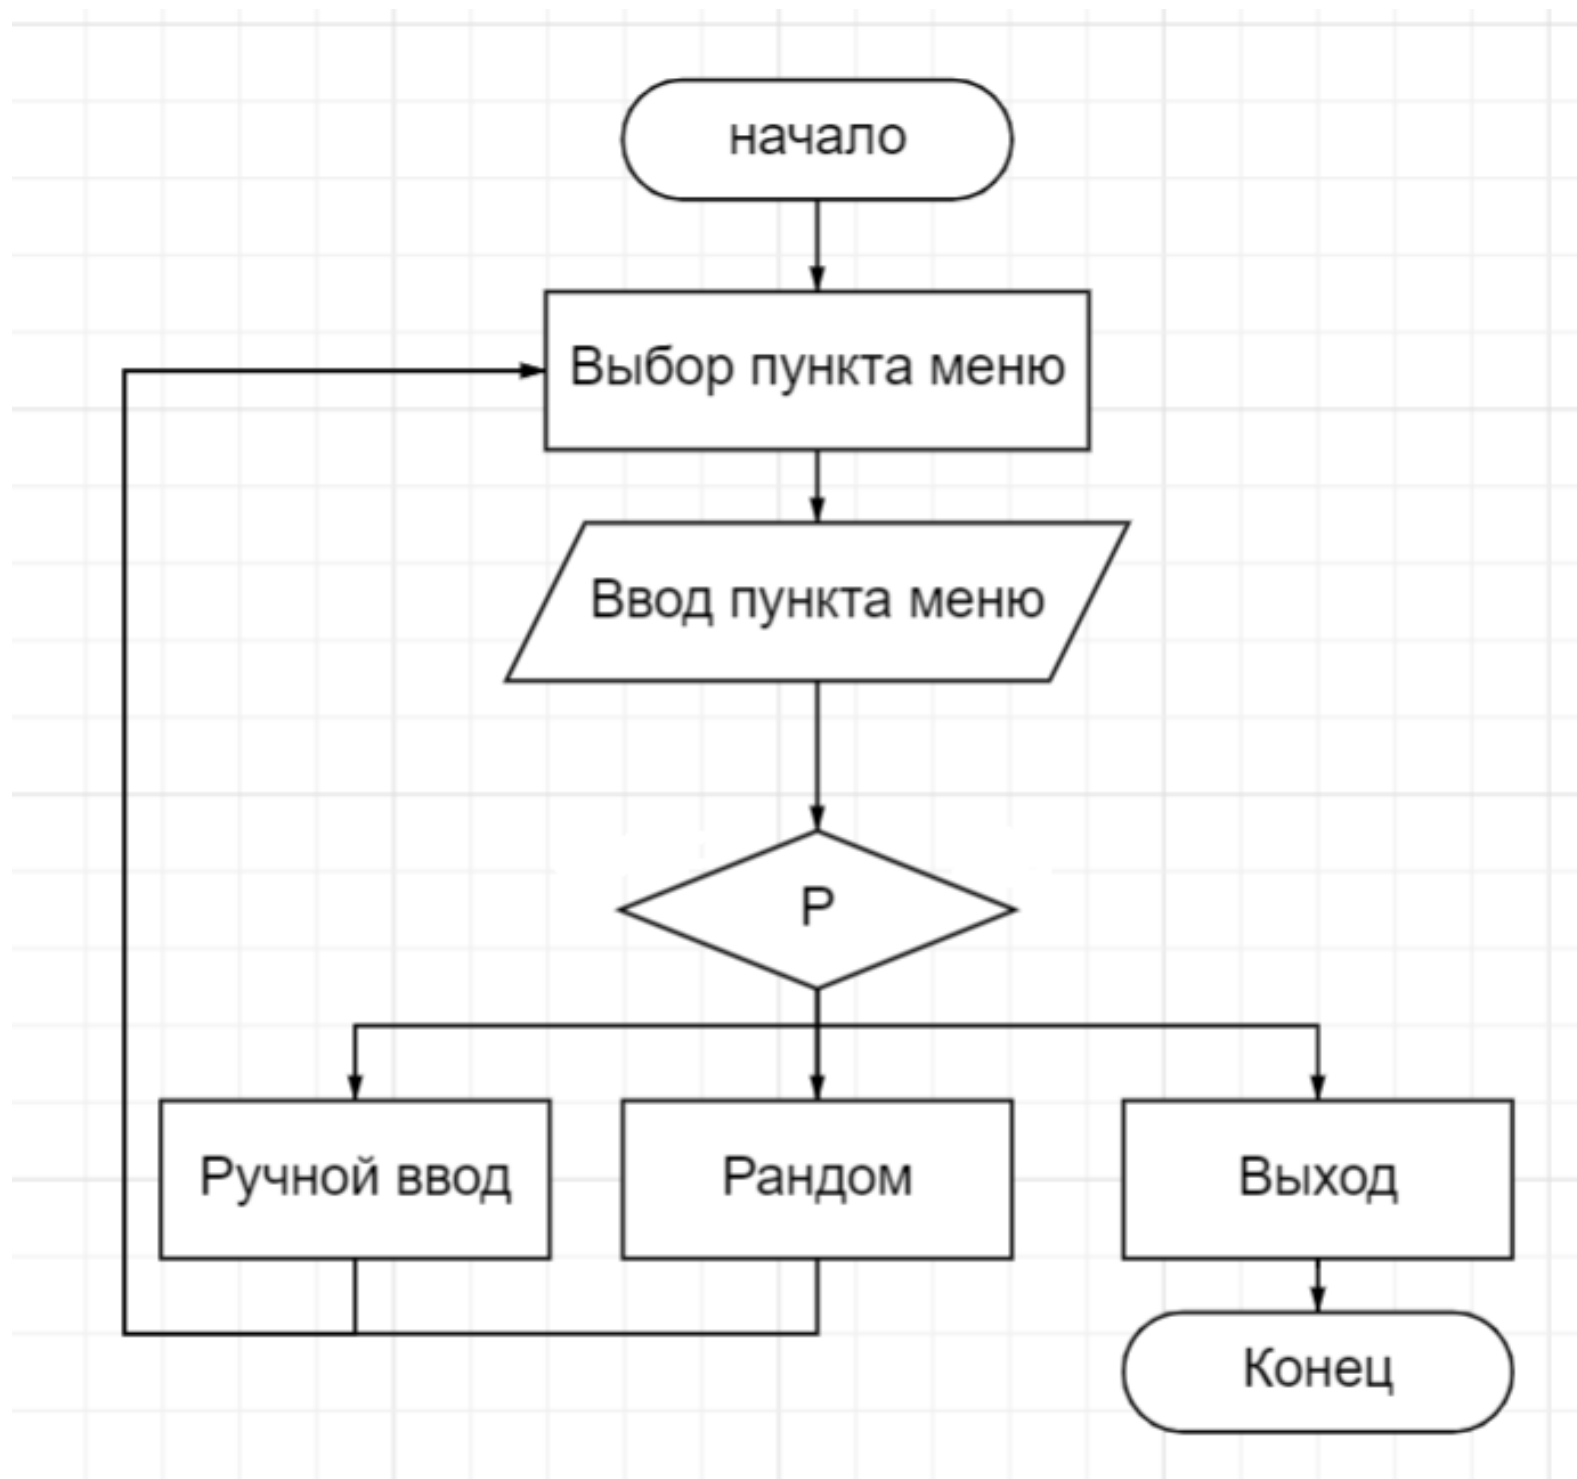 начало
Выбор пункта меню
Ввод пункта меню
Р
Ручной ввод
Рандом
Выход
Конец